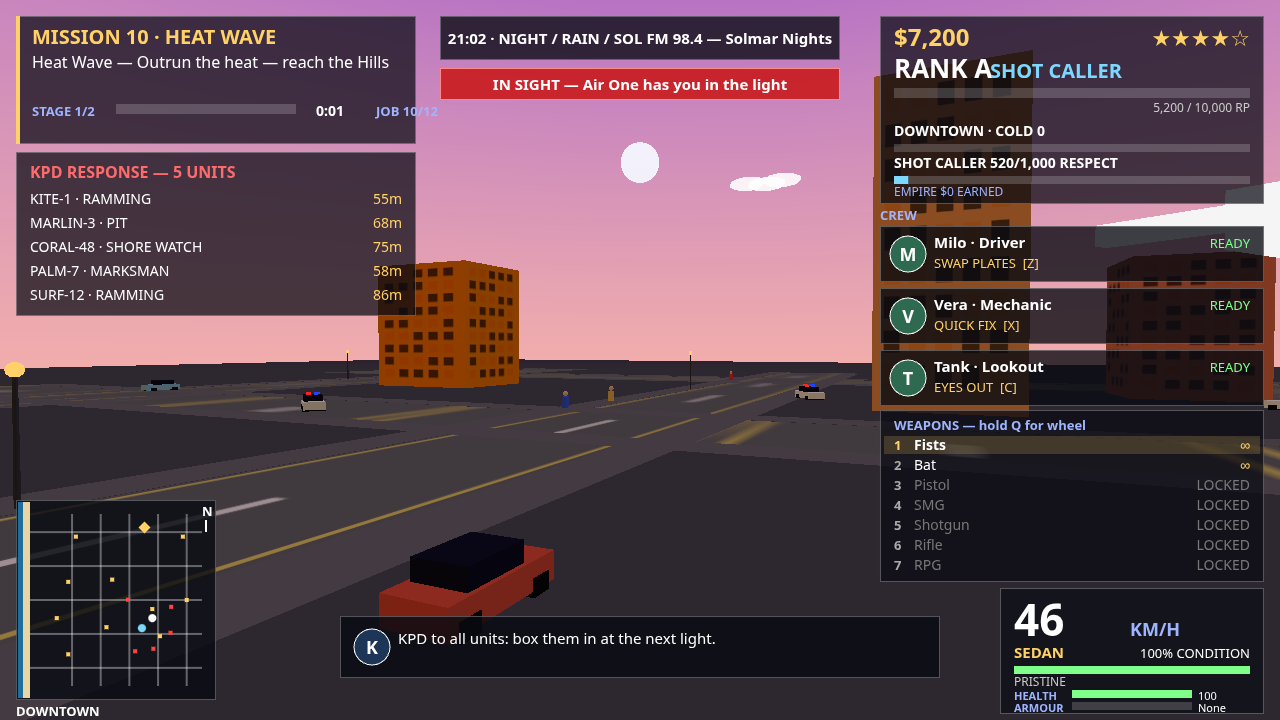 MISSION 10 · HEAT WAVE
Heat Wave — Outrun the heat — reach the Hills
STAGE 1/2 0:01 JOB 10/12
KPD RESPONSE — 5 UNITS
KITE-1 · RAMMING 55m
MARLIN-3 · PIT 68m
CORAL-48 · SHORE WATCH 75m
PALM-7 · MARKSMAN 58m
SURF-12 · RAMMING 86m
21:02 · NIGHT / RAIN / SOL FM 98.4 — Solmar Nights
IN SIGHT — Air One has you in the light
$7,200 ★★★★☆
RANK A SHOT CALLER
5,200 / 10,000 RP
DOWNTOWN · COLD 0
SHOT CALLER 520/1,000 RESPECT
EMPIRE $0 EARNED
CREW
M Milo · Driver READY
SWAP PLATES [Z]
V Vera · Mechanic READY
QUICK FIX [X]
T Tank · Lookout READY
EYES OUT [C]
WEAPONS — hold Q for wheel
1 Fists ∞
2 Bat ∞
3 Pistol LOCKED
4 SMG LOCKED
5 Shotgun LOCKED
6 Rifle LOCKED
7 RPG LOCKED
N
DOWNTOWN
K KPD to all units: box them in at the next light.
46 KM/H
SEDAN 100% CONDITION
PRISTINE
HEALTH 100
ARMOUR None